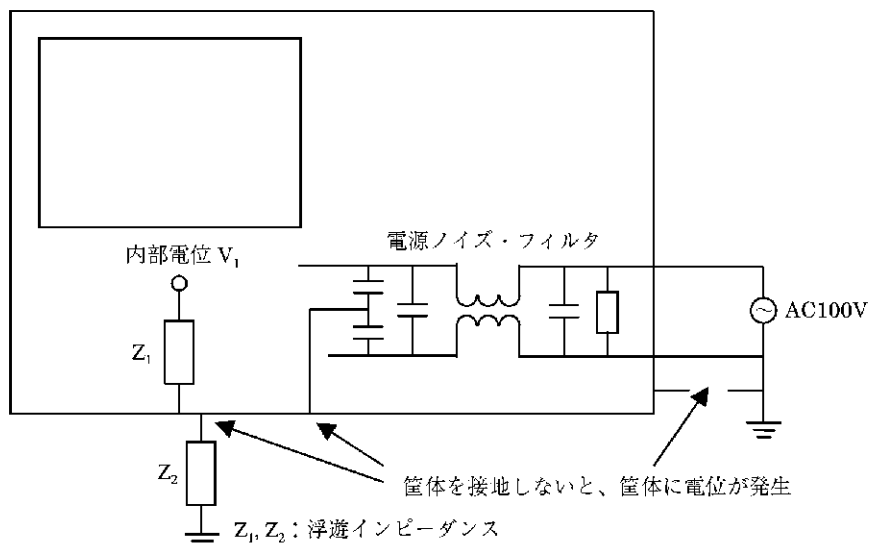 内部電位 V₁
電源ノイズ・フィルタ
AC100V
Z₁
Z₂
筐体を接地しないと、筐体に電位が発生
Z₁, Z₂：浮遊インピーダンス